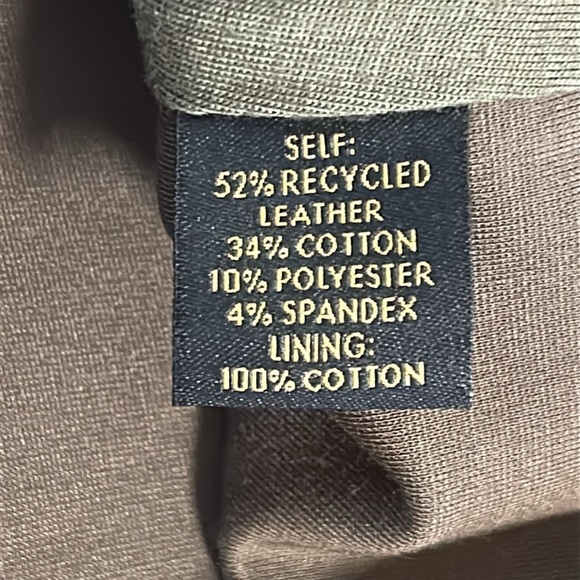 SELF:
52% RECYCLED
LEATHER
34% COTTON
10% POLYESTER
4% SPANDEX
LINING:
100% COTTON